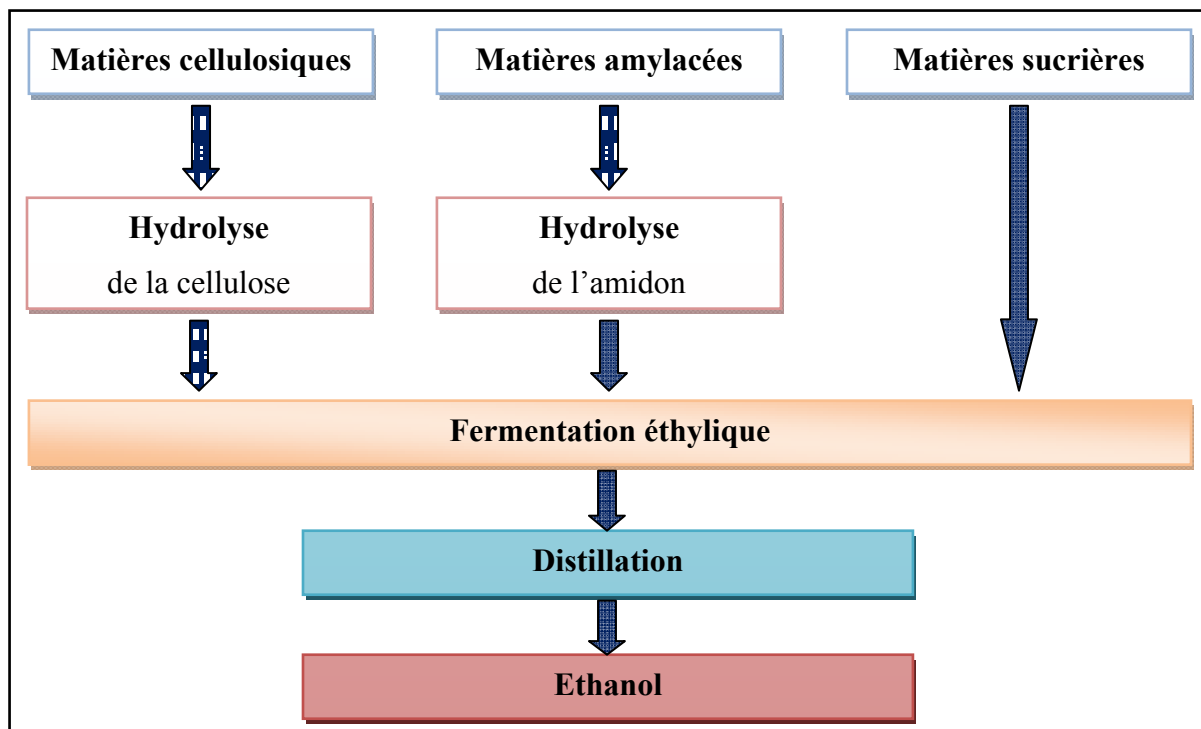 Matières cellulosiques
Matières amylacées
Matières sucrières
Hydrolyse
de la cellulose
Hydrolyse
de l’amidon
Fermentation éthylique
Distillation
Ethanol